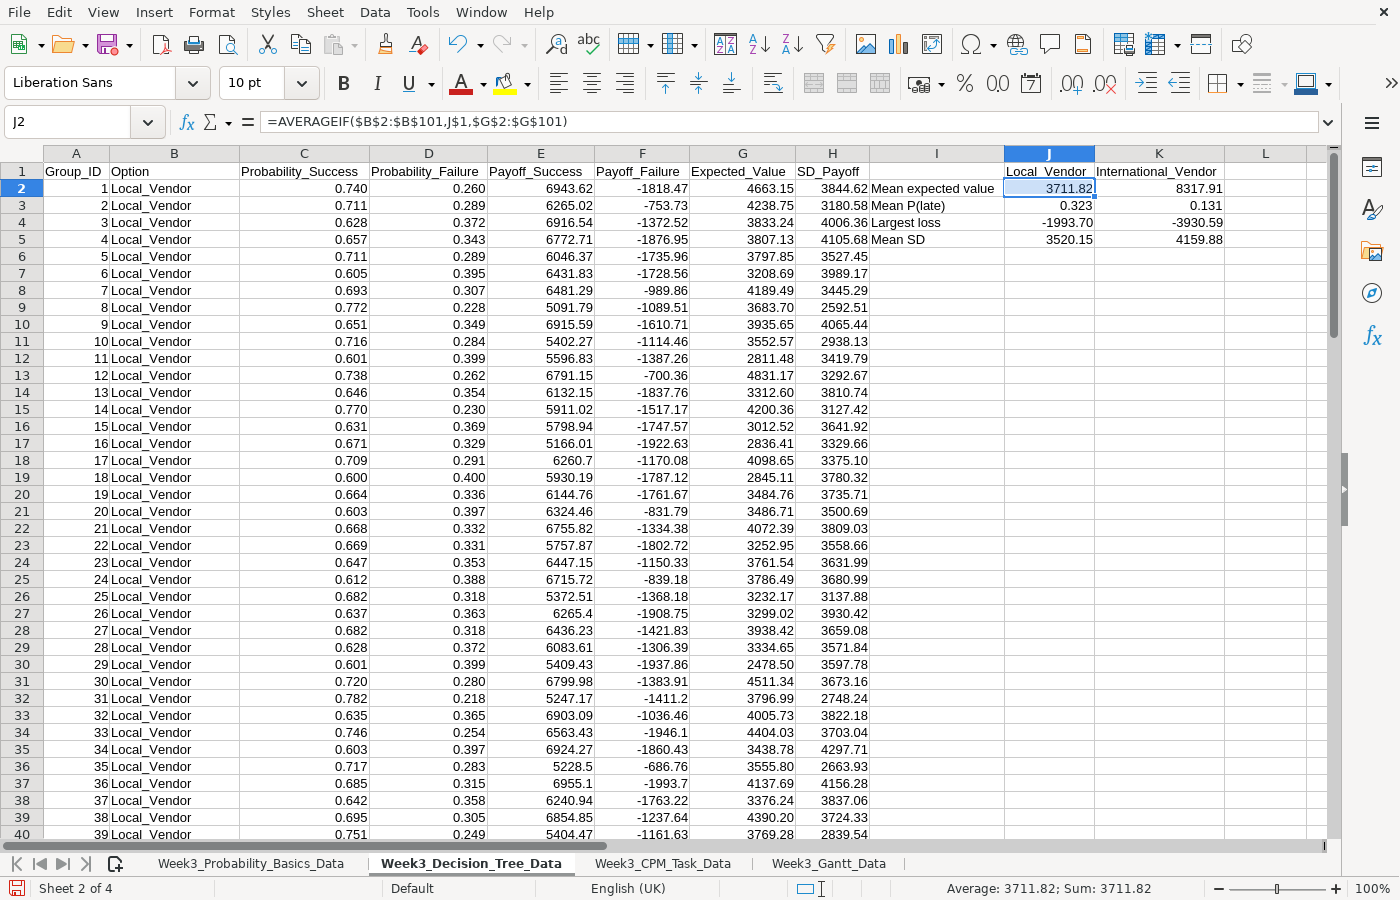 File Edit View Insert Format Styles Sheet Data Tools Window Help
Liberation Sans 10 pt
J2 =AVERAGEIF($B$2:$B$101,J$1,$G$2:$G$101)
A B C D E F G H I J K L
1 Group_ID Option Probability_Success Probability_Failure Payoff_Success Payoff_Failure Expected_Value SD_Payoff Local_Vendor International_Vendor
2 1 Local_Vendor 0.740 0.260 6943.62 -1818.47 4663.15 3844.62 Mean expected value 3711.82 8317.91
3 2 Local_Vendor 0.711 0.289 6265.02 -753.73 4238.75 3180.58 Mean P(late) 0.323 0.131
4 3 Local_Vendor 0.628 0.372 6916.54 -1372.52 3833.24 4006.36 Largest loss -1993.70 -3930.59
5 4 Local_Vendor 0.657 0.343 6772.71 -1876.95 3807.13 4105.68 Mean SD 3520.15 4159.88
6 5 Local_Vendor 0.711 0.289 6046.37 -1735.96 3797.85 3527.45
7 6 Local_Vendor 0.605 0.395 6431.83 -1728.56 3208.69 3989.17
8 7 Local_Vendor 0.693 0.307 6481.29 -989.86 4189.49 3445.29
9 8 Local_Vendor 0.772 0.228 5091.79 -1089.51 3683.70 2592.51
10 9 Local_Vendor 0.651 0.349 6915.59 -1610.71 3935.65 4065.44
11 10 Local_Vendor 0.716 0.284 5402.27 -1114.46 3552.57 2938.13
12 11 Local_Vendor 0.601 0.399 5596.83 -1387.26 2811.48 3419.79
13 12 Local_Vendor 0.738 0.262 6791.15 -700.36 4831.17 3292.67
14 13 Local_Vendor 0.646 0.354 6132.15 -1837.76 3312.60 3810.74
15 14 Local_Vendor 0.770 0.230 5911.02 -1517.17 4200.36 3127.42
16 15 Local_Vendor 0.631 0.369 5798.94 -1747.57 3012.52 3641.92
17 16 Local_Vendor 0.671 0.329 5166.01 -1922.63 2836.41 3329.66
18 17 Local_Vendor 0.709 0.291 6260.7 -1170.08 4098.65 3375.10
19 18 Local_Vendor 0.600 0.400 5930.19 -1787.12 2845.11 3780.32
20 19 Local_Vendor 0.664 0.336 6144.76 -1761.67 3484.76 3735.71
21 20 Local_Vendor 0.603 0.397 6324.46 -831.79 3486.71 3500.69
22 21 Local_Vendor 0.668 0.332 6755.82 -1334.38 4072.39 3809.03
23 22 Local_Vendor 0.669 0.331 5757.87 -1802.72 3252.95 3558.66
24 23 Local_Vendor 0.647 0.353 6447.15 -1150.33 3761.54 3631.99
25 24 Local_Vendor 0.612 0.388 6715.72 -839.18 3786.49 3680.99
26 25 Local_Vendor 0.682 0.318 5372.51 -1368.18 3232.17 3137.88
27 26 Local_Vendor 0.637 0.363 6265.4 -1908.75 3299.02 3930.42
28 27 Local_Vendor 0.682 0.318 6436.23 -1421.83 3938.42 3659.08
29 28 Local_Vendor 0.628 0.372 6083.61 -1306.39 3334.65 3571.84
30 29 Local_Vendor 0.601 0.399 5409.43 -1937.86 2478.50 3597.78
31 30 Local_Vendor 0.720 0.280 6799.98 -1383.91 4511.34 3673.16
32 31 Local_Vendor 0.782 0.218 5247.17 -1411.2 3796.99 2748.24
33 32 Local_Vendor 0.635 0.365 6903.09 -1036.46 4005.73 3822.18
34 33 Local_Vendor 0.746 0.254 6563.43 -1946.1 4404.03 3703.04
35 34 Local_Vendor 0.603 0.397 6924.27 -1860.43 3438.78 4297.71
36 35 Local_Vendor 0.717 0.283 5228.5 -686.76 3555.80 2663.93
37 36 Local_Vendor 0.685 0.315 6955.1 -1993.7 4137.69 4156.28
38 37 Local_Vendor 0.642 0.358 6240.94 -1763.22 3376.24 3837.06
39 38 Local_Vendor 0.695 0.305 6854.85 -1237.64 4390.20 3724.33
40 39 Local_Vendor 0.751 0.249 5404.47 -1161.63 3769.28 2839.54
Week3_Probability_Basics_Data Week3_Decision_Tree_Data Week3_CPM_Task_Data Week3_Gantt_Data
Sheet 2 of 4 Default English (UK) Average: 3711.82; Sum: 3711.82 100%